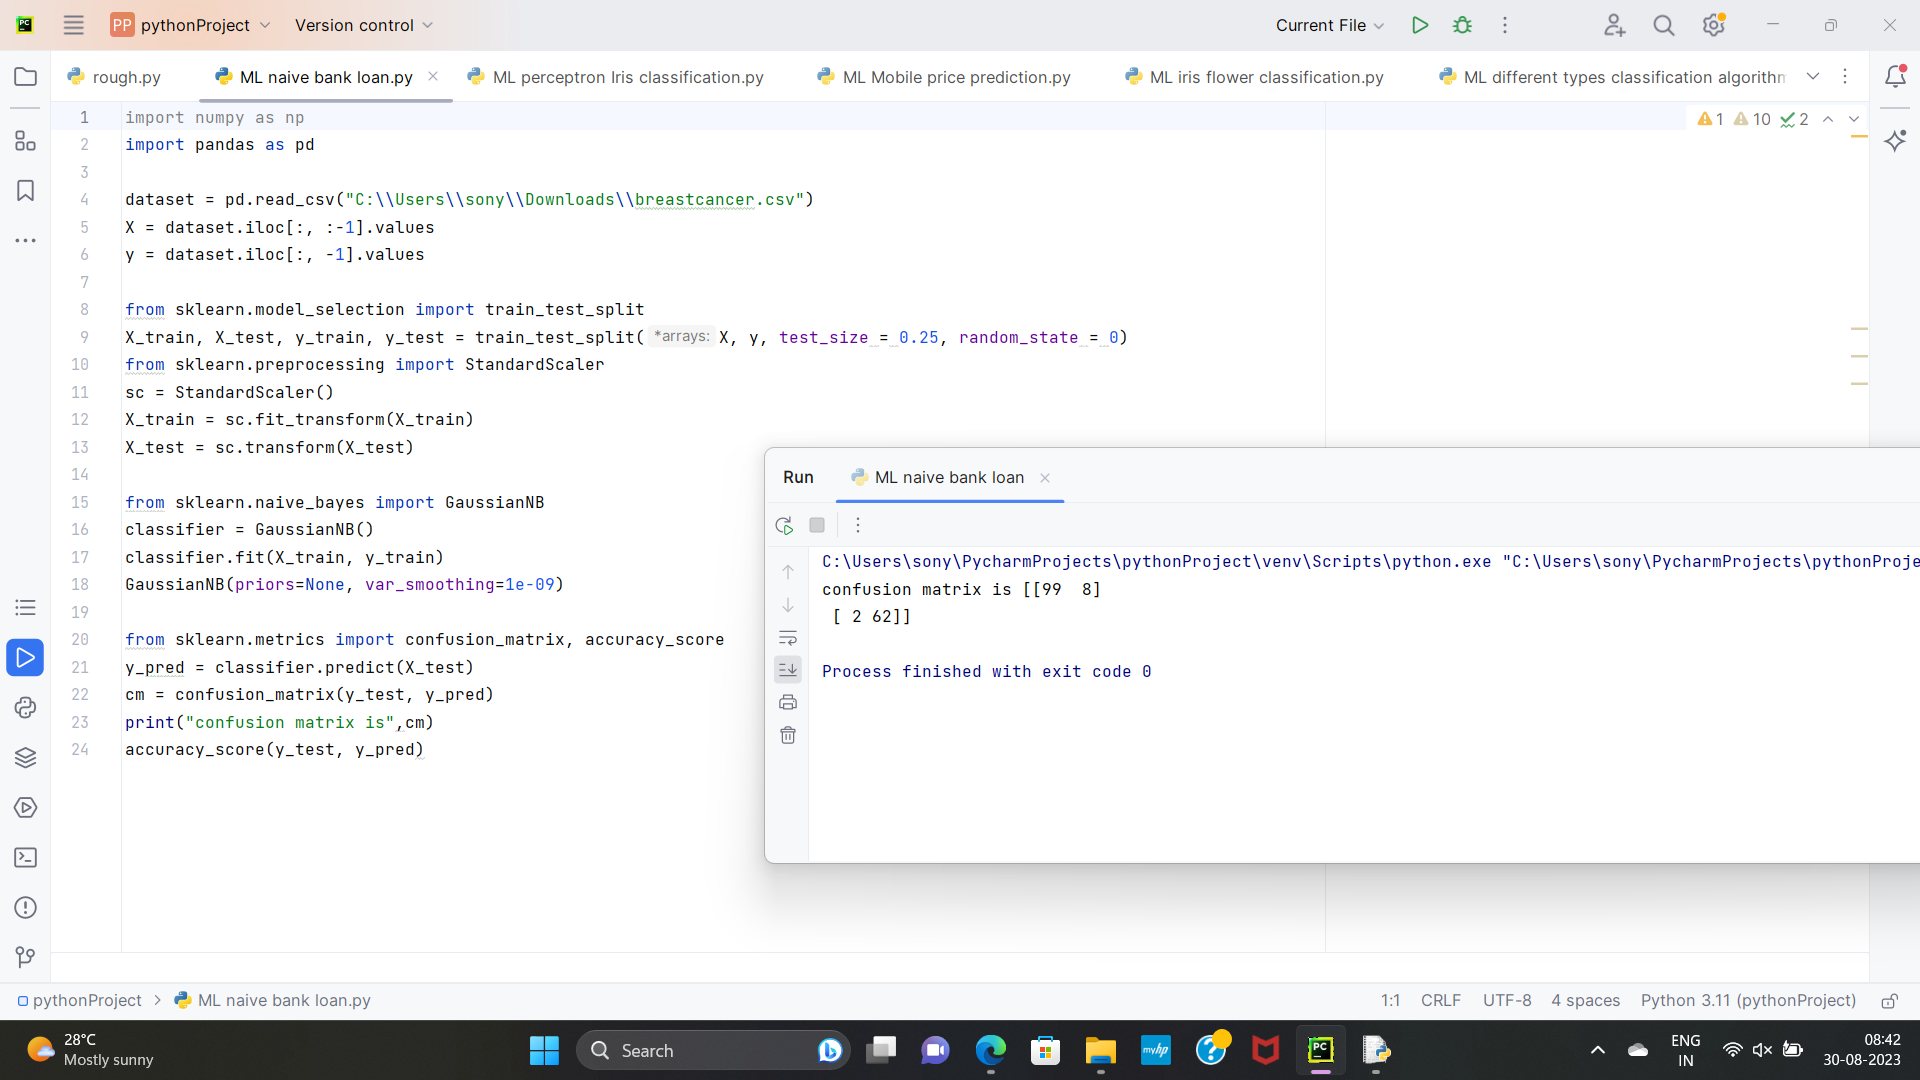 PC PP pythonProject Version control Current File
rough.py ML naive bank loan.py ML perceptron Iris classification.py ML Mobile price prediction.py ML iris flower classification.py ML different types classification algorithm
1 import numpy as np 1 10 2
2 import pandas as pd
3
4 dataset = pd.read_csv("C:\\Users\\sony\\Downloads\\breastcancer.csv")
5 X = dataset.iloc[:, :-1].values
6 y = dataset.iloc[:, -1].values
7
8 from sklearn.model_selection import train_test_split
9 X_train, X_test, y_train, y_test = train_test_split( *arrays: X, y, test_size = 0.25, random_state = 0)
10 from sklearn.preprocessing import StandardScaler
11 sc = StandardScaler()
12 X_train = sc.fit_transform(X_train)
13 X_test = sc.transform(X_test)
14
15 from sklearn.naive_bayes import GaussianNB
16 classifier = GaussianNB()
17 classifier.fit(X_train, y_train)
18 GaussianNB(priors=None, var_smoothing=1e-09)
19
20 from sklearn.metrics import confusion_matrix, accuracy_score
21 y_pred = classifier.predict(X_test)
22 cm = confusion_matrix(y_test, y_pred)
23 print("confusion matrix is",cm)
24 accuracy_score(y_test, y_pred)
Run ML naive bank loan
C:\Users\sony\PycharmProjects\pythonProject\venv\Scripts\python.exe "C:\Users\sony\PycharmProjects\pythonProje
confusion matrix is [[99  8]
 [ 2 62]]
Process finished with exit code 0
pythonProject > ML naive bank loan.py 1:1 CRLF UTF-8 4 spaces Python 3.11 (pythonProject)
28°C
Mostly sunny
Search
myhp
PC
ENG
IN
08:42
30-08-2023